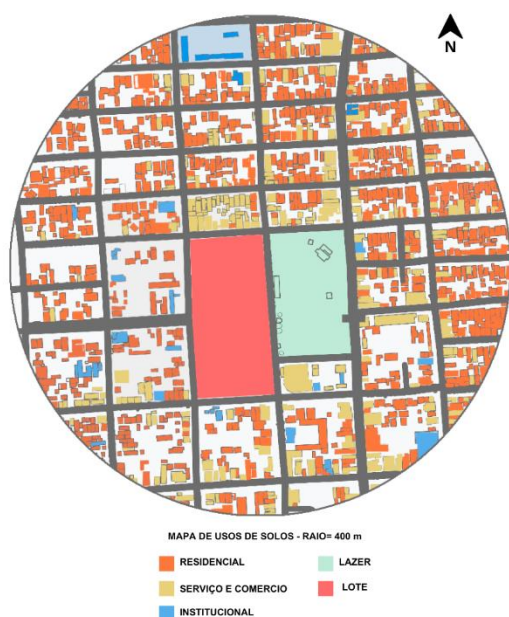 N
MAPA DE USOS DE SOLOS - RAIO= 400 m
RESIDENCIAL
LAZER
SERVIÇO E COMERCIO
LOTE
INSTITUCIONAL